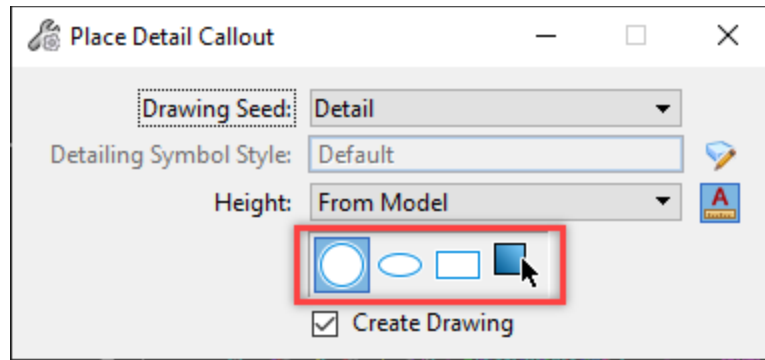 Place Detail Callout
Drawing Seed: Detail
Detailing Symbol Style: Default
Height: From Model
A
Create Drawing